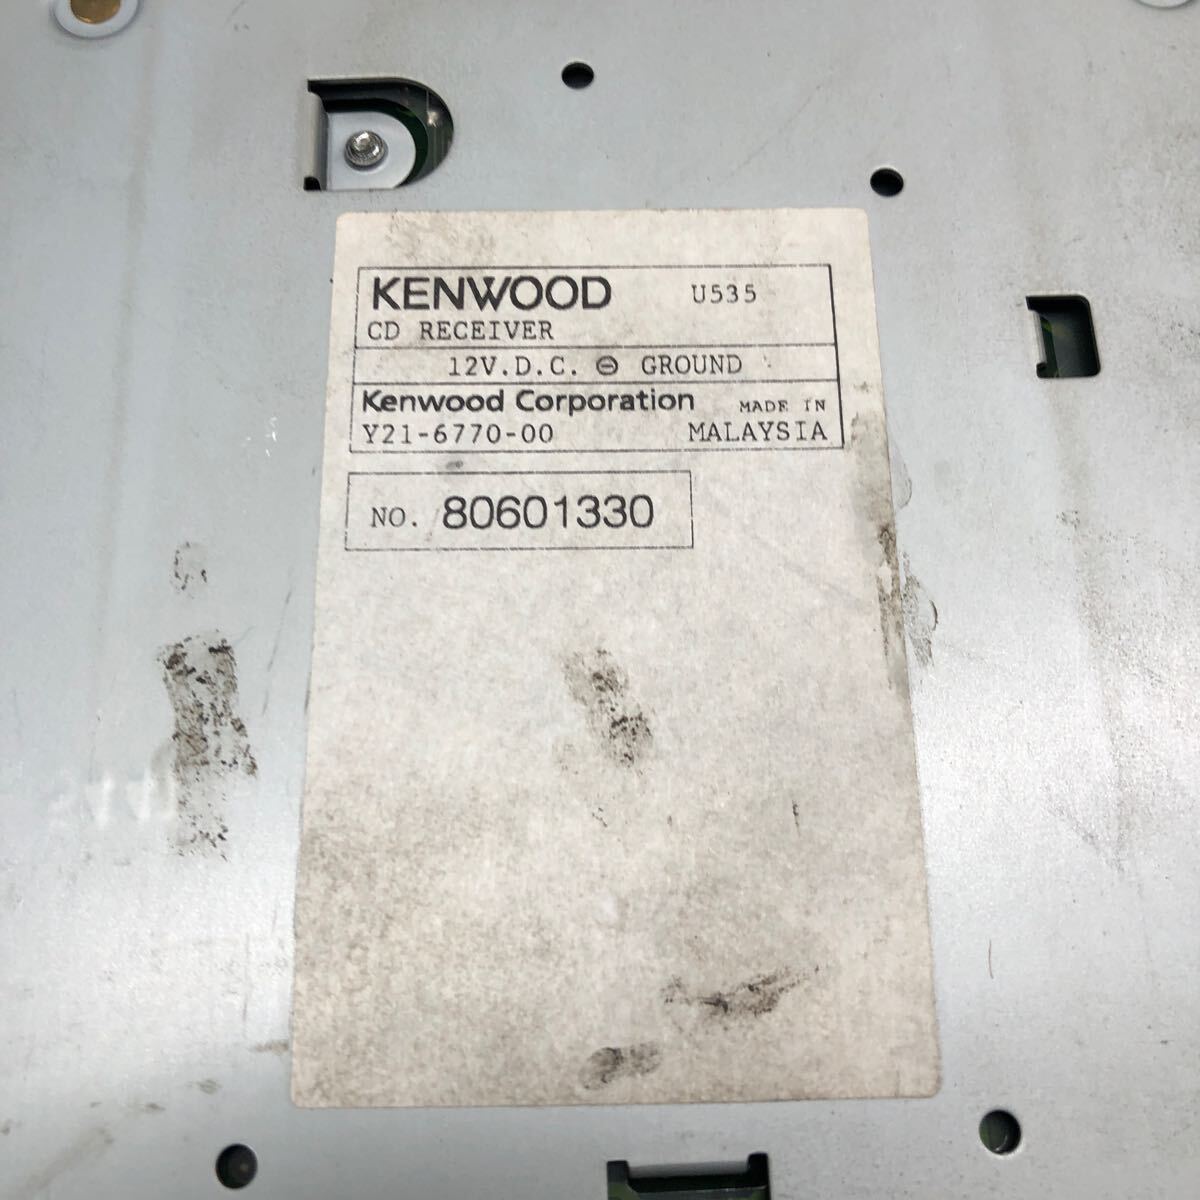 KENWOOD U535
CD RECEIVER
12V.D.C. ⊖ GROUND
Kenwood Corporation MADE IN
Y21-6770-00 MALAYSIA
NO. 80601330